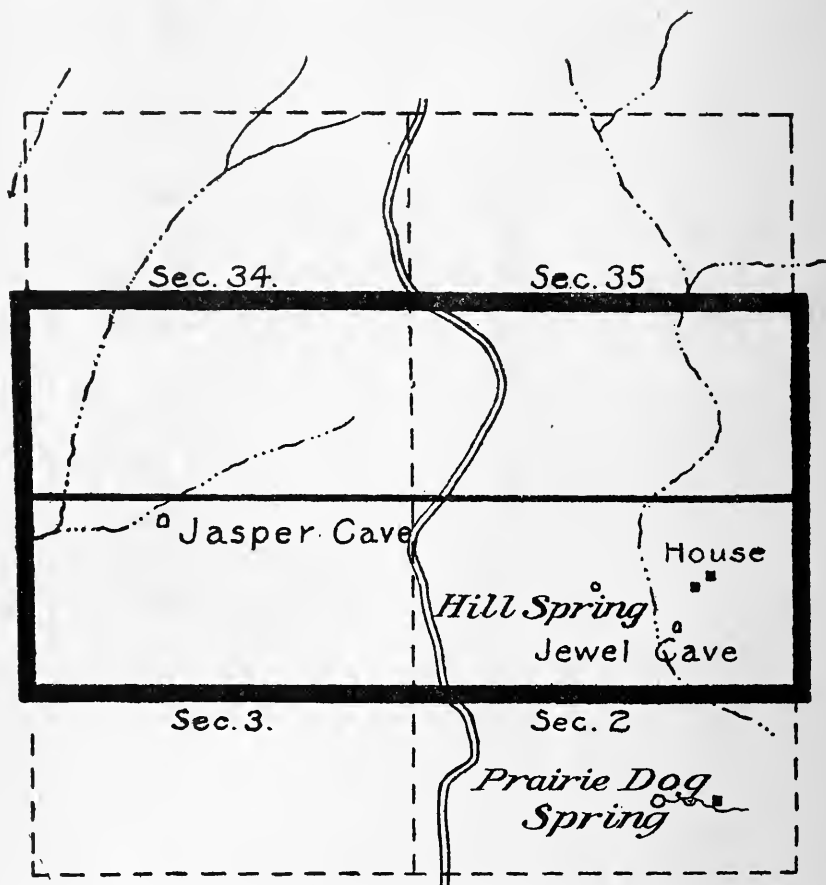 Sec. 34.
Sec. 35
Jasper Cave
House
Hill Spring
Jewel Cave
Sec. 3.
Sec. 2
Prairie Dog
Spring